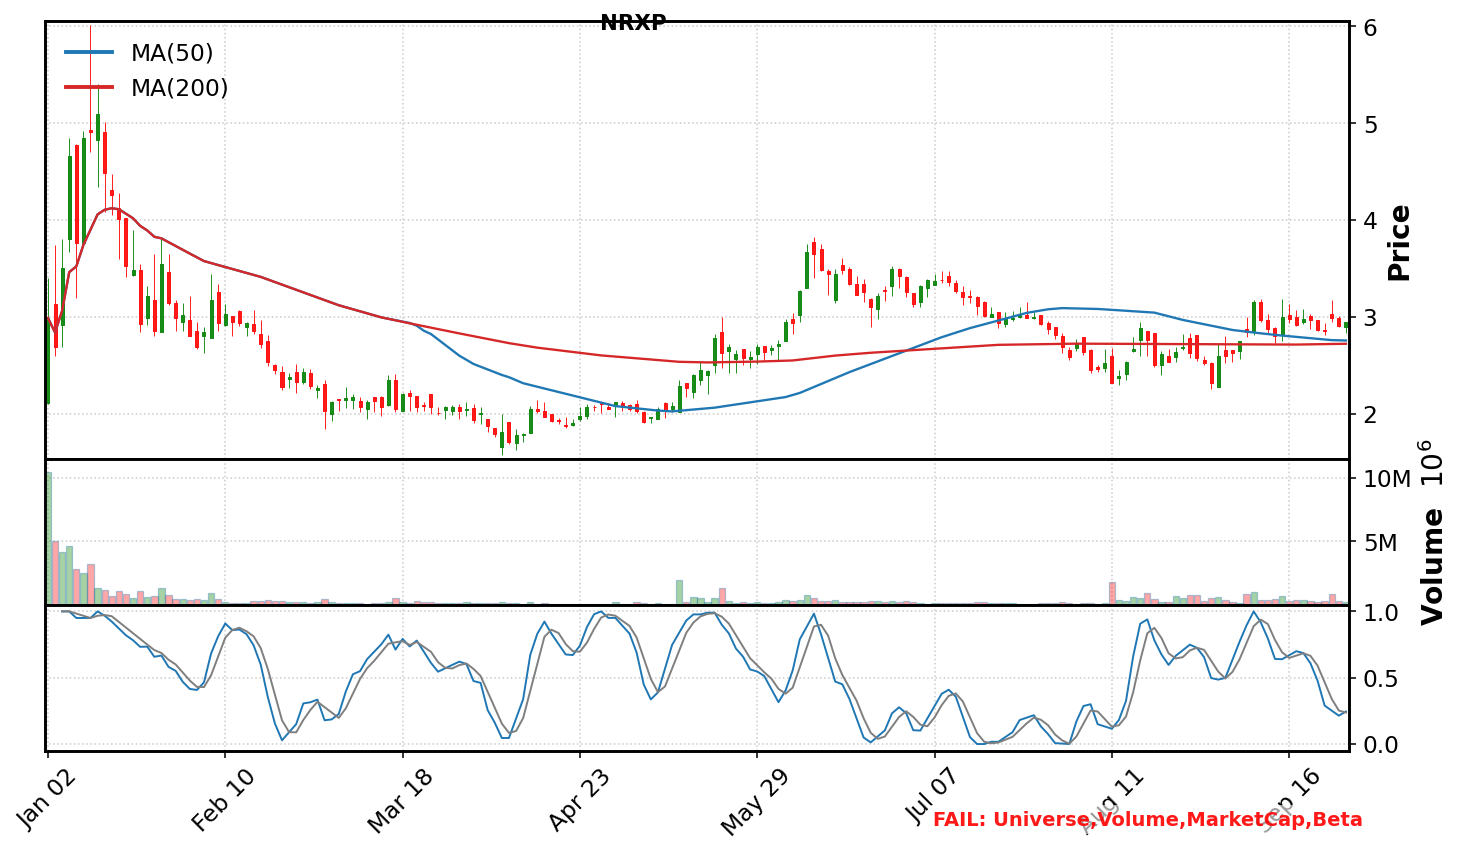 NRXP
MA(50)
MA(200)
6
5
4
3
2
Price
10M
5M
Volume 10^6
1.0
0.5
0.0
Jan 02
Feb 10
Mar 18
Apr 23
May 29
Jul 07
Aug 11
Sep 16
FAIL: Universe,Volume,MarketCap,Beta